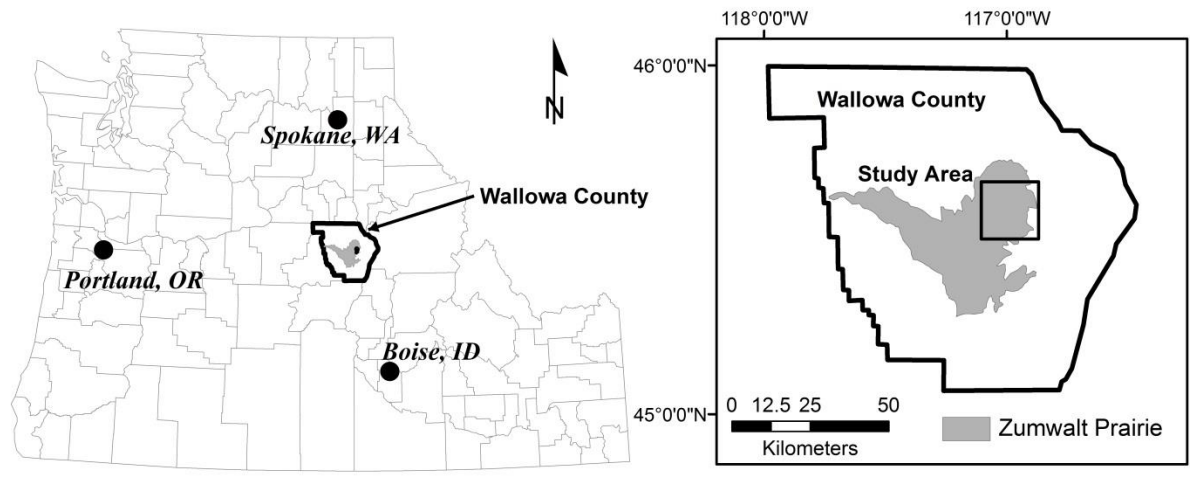 N
Spokane, WA
Wallowa County
Portland, OR
Boise, ID
118°0'0"W
117°0'0"W
46°0'0"N
Wallowa County
Study Area
45°0'0"N
0 12.5 25 50
Kilometers
Zumwalt Prairie